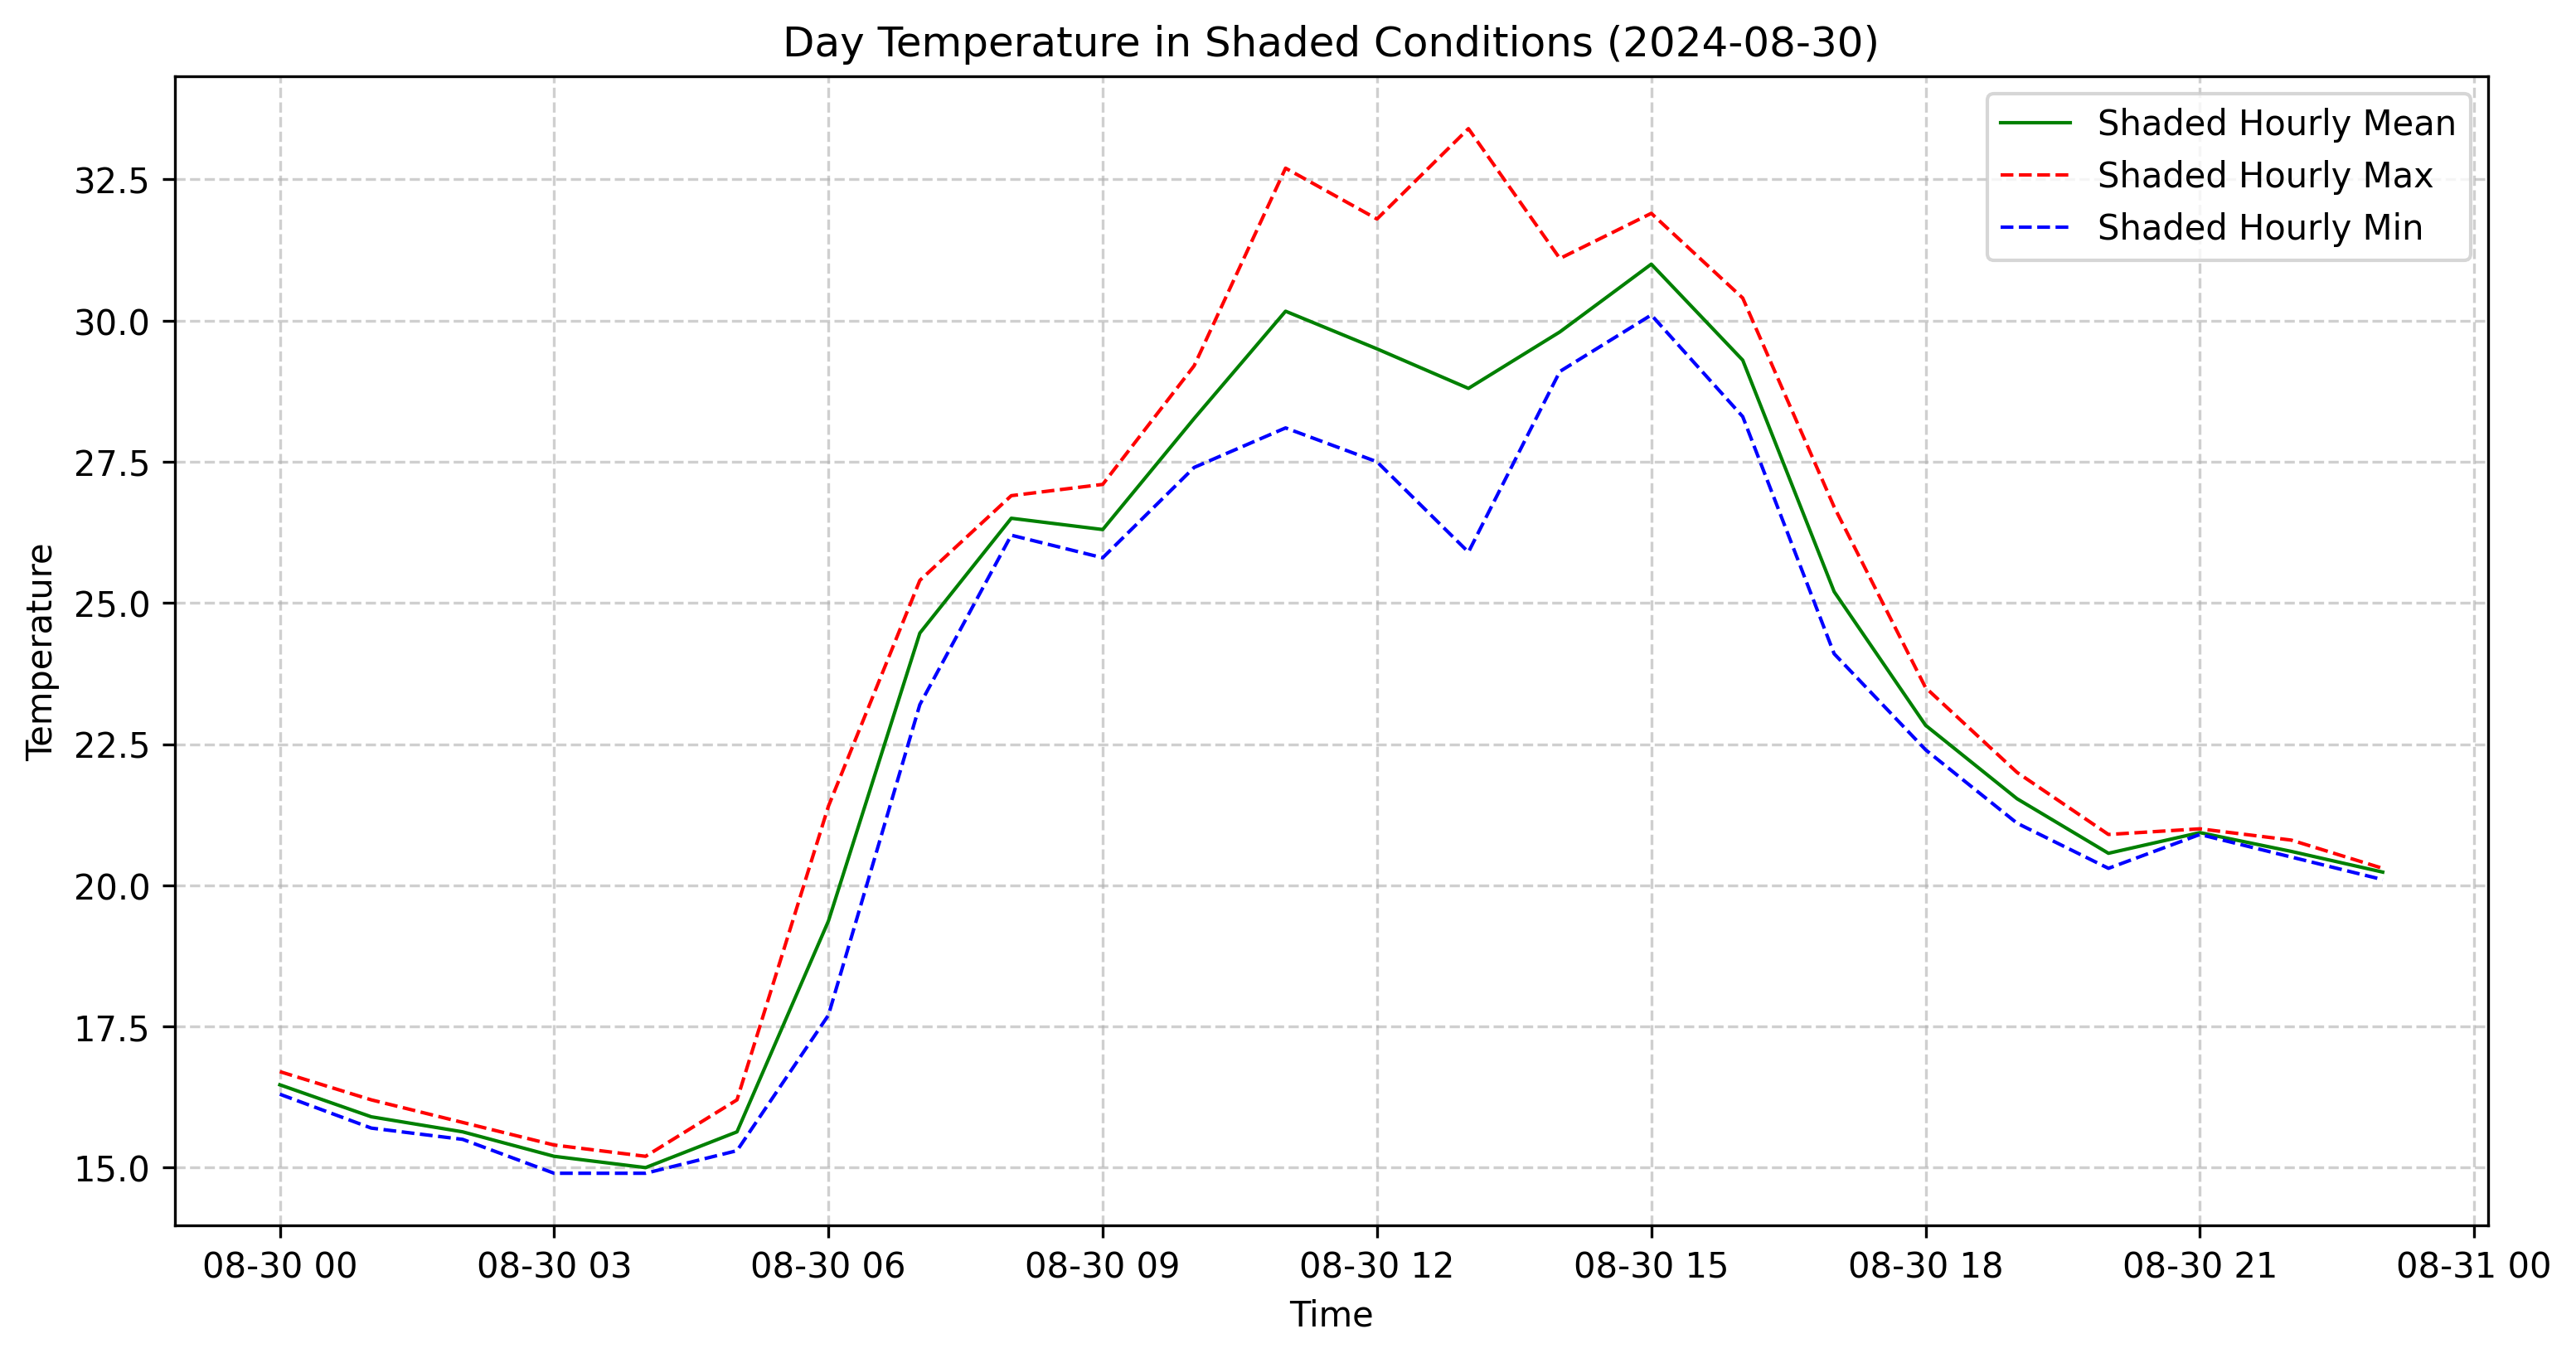 Day Temperature in Shaded Conditions (2024-08-30)
Shaded Hourly Mean
Shaded Hourly Max
Shaded Hourly Min
Temperature
32.5
30.0
27.5
25.0
22.5
20.0
17.5
15.0
08-30 00 08-30 03 08-30 06 08-30 09 08-30 12 08-30 15 08-30 18 08-30 21 08-31 00
Time